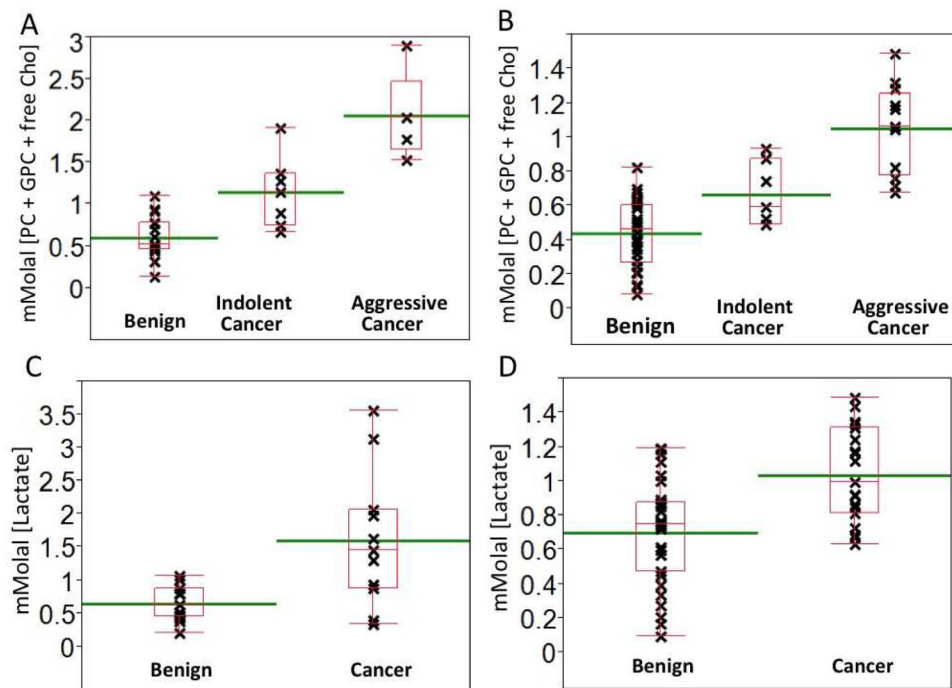 A
mMolal [PC + GPC + free Cho]
3
2.5
2
1.5
1
0.5
0
Benign
Indolent
Cancer
Aggressive
Cancer
B
mMolal [PC + GPC + free Cho]
1.4
1.2
1
0.8
0.6
0.4
0.2
0
Benign
Indolent
Cancer
Aggressive
Cancer
C
mMolal [Lactate]
3.5
3
2.5
2
1.5
1
0.5
0
Benign
Cancer
D
mMolal [Lactate]
1.4
1.2
1
0.8
0.6
0.4
0.2
0
Benign
Cancer